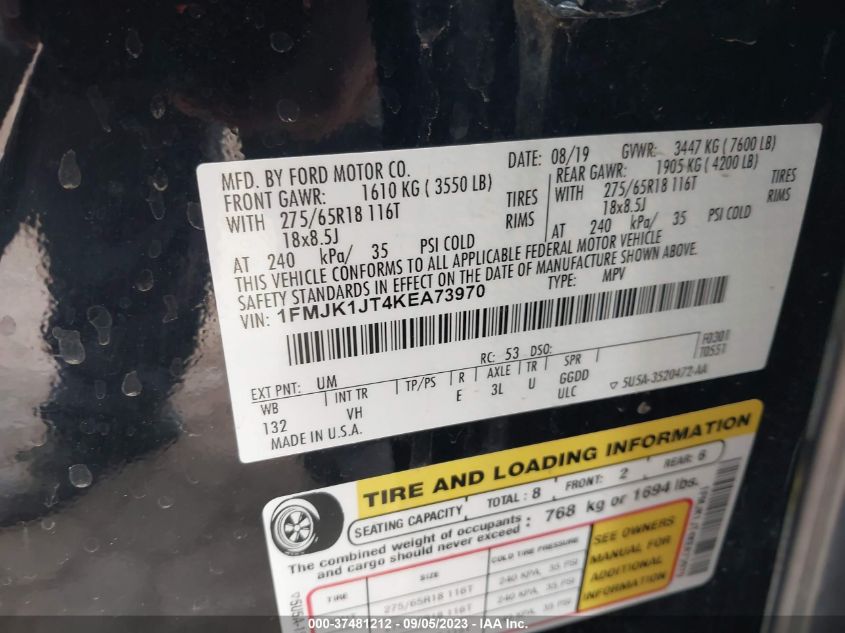 MFD. BY FORD MOTOR CO.
DATE: 08/19 GVWR: 3447 KG ( 7600 LB)
FRONT GAWR: 1610 KG ( 3550 LB)
REAR GAWR: 1905 KG ( 4200 LB)
WITH 275/65R18 116T TIRES
WITH 275/65R18 116T TIRES
18x8.5J RIMS
18x8.5J RIMS
AT 240 kPa/ 35 PSI COLD
AT 240 kPa/ 35 PSI COLD
THIS VEHICLE CONFORMS TO ALL APPLICABLE FEDERAL MOTOR VEHICLE
SAFETY STANDARDS IN EFFECT ON THE DATE OF MANUFACTURE SHOWN ABOVE.
VIN: 1FMJK1JT4KEA73970
TYPE: MPV
F0301
T0551
EXT PNT: UM RC: 53 DSO:
WB INT TR TP/PS R AXLE TR SPR
132 VH E 3L U GGDD
ULC
▽ 5U5A-3520472-AA
MADE IN U.S.A.
TIRE AND LOADING INFORMATION
SEATING CAPACITY TOTAL : 8 FRONT: 2 REAR: 6
The combined weight of occupants
and cargo should never exceed : 768 kg or 1694 lbs.
TIRE SIZE COLD TIRE PRESSURE
275/65R18 116T 240 KPA, 35 PSI
SEE OWNERS
MANUAL FOR
ADDITIONAL
INFORMATION
000-37481212 - 09/05/2023 - IAA Inc.